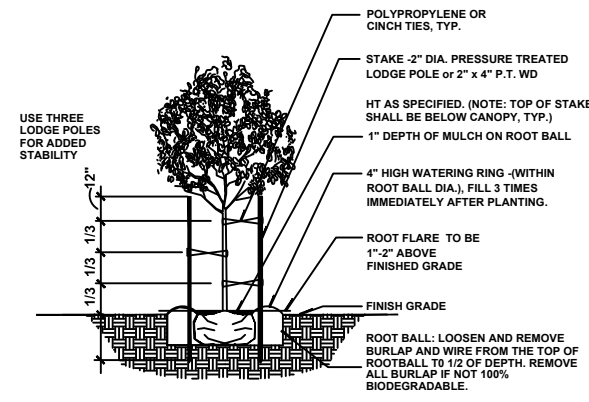 POLYPROPYLENE OR
CINCH TIES, TYP.
STAKE -2" DIA. PRESSURE TREATED
LODGE POLE or 2" x 4" P.T. WD
HT AS SPECIFIED. (NOTE: TOP OF STAKE
SHALL BE BELOW CANOPY, TYP.)
1" DEPTH OF MULCH ON ROOT BALL
4" HIGH WATERING RING -(WITHIN
ROOT BALL DIA.), FILL 3 TIMES
IMMEDIATELY AFTER PLANTING.
ROOT FLARE TO BE
1"-2" ABOVE
FINISHED GRADE
FINISH GRADE
ROOT BALL: LOOSEN AND REMOVE
BURLAP AND WIRE FROM THE TOP OF
ROOTBALL T0 1/2 OF DEPTH. REMOVE
ALL BURLAP IF NOT 100%
BIODEGRADABLE.
USE THREE
LODGE POLES
FOR ADDED
STABILITY
12"
1/3
1/3
1/3